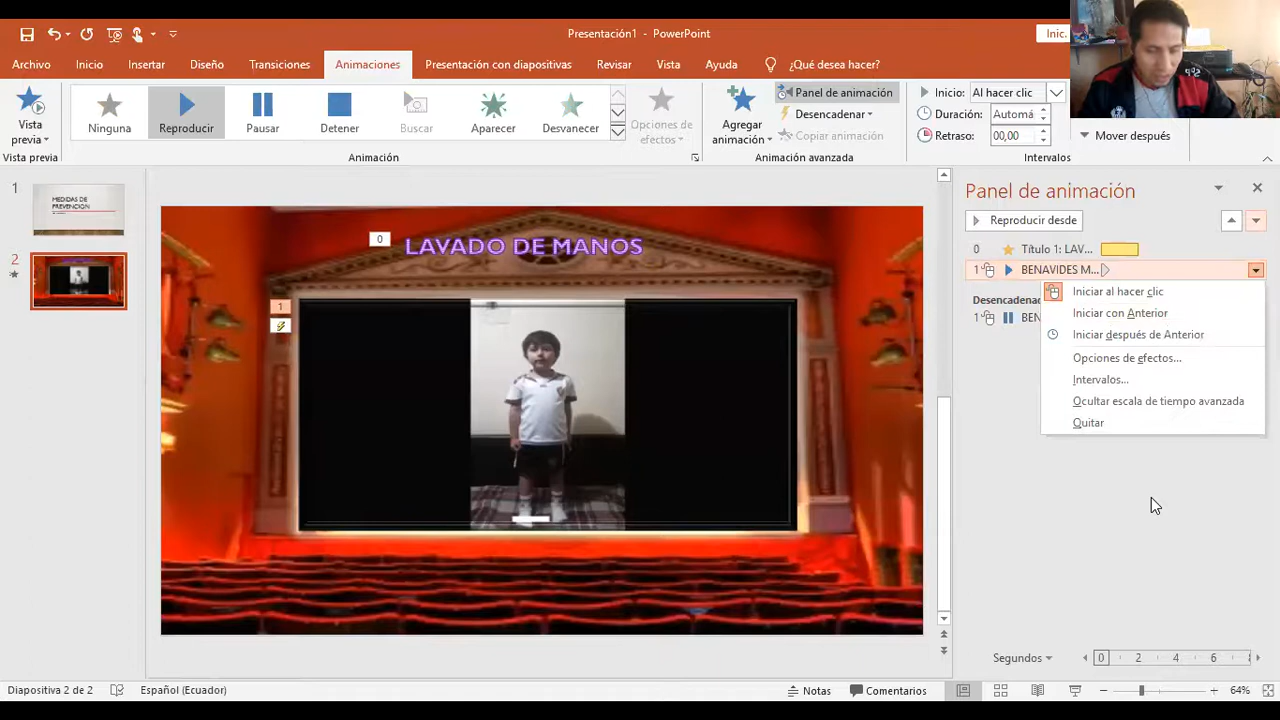 Presentación1 - PowerPoint
Inic.
Archivo Inicio Insertar Diseño Transiciones Animaciones Presentación con diapositivas Revisar Vista Ayuda ¿Qué desea hacer?
Vista previa
Ninguna Reproducir Pausar Detener Buscar Aparecer Desvanecer
Opciones de efectos
Agregar animación
Panel de animación
Desencadenar
Copiar animación
Inicio: Al hacer clic
Duración: Automá
Retraso: 00,00
Mover después
Vista previa Animación Animación avanzada Intervalos
1
MEDIDAS DE
PREVENCION
2
0
LAVADO DE MANOS
1
Panel de animación
Reproducir desde
0 Título 1: LAV...
1 BENAVIDES M...
Desencadena
1 BEN
Iniciar al hacer clic
Iniciar con Anterior
Iniciar después de Anterior
Opciones de efectos...
Intervalos...
Ocultar escala de tiempo avanzada
Quitar
Segundos 0 2 4 6
Diapositiva 2 de 2 Español (Ecuador) Notas Comentarios 64%